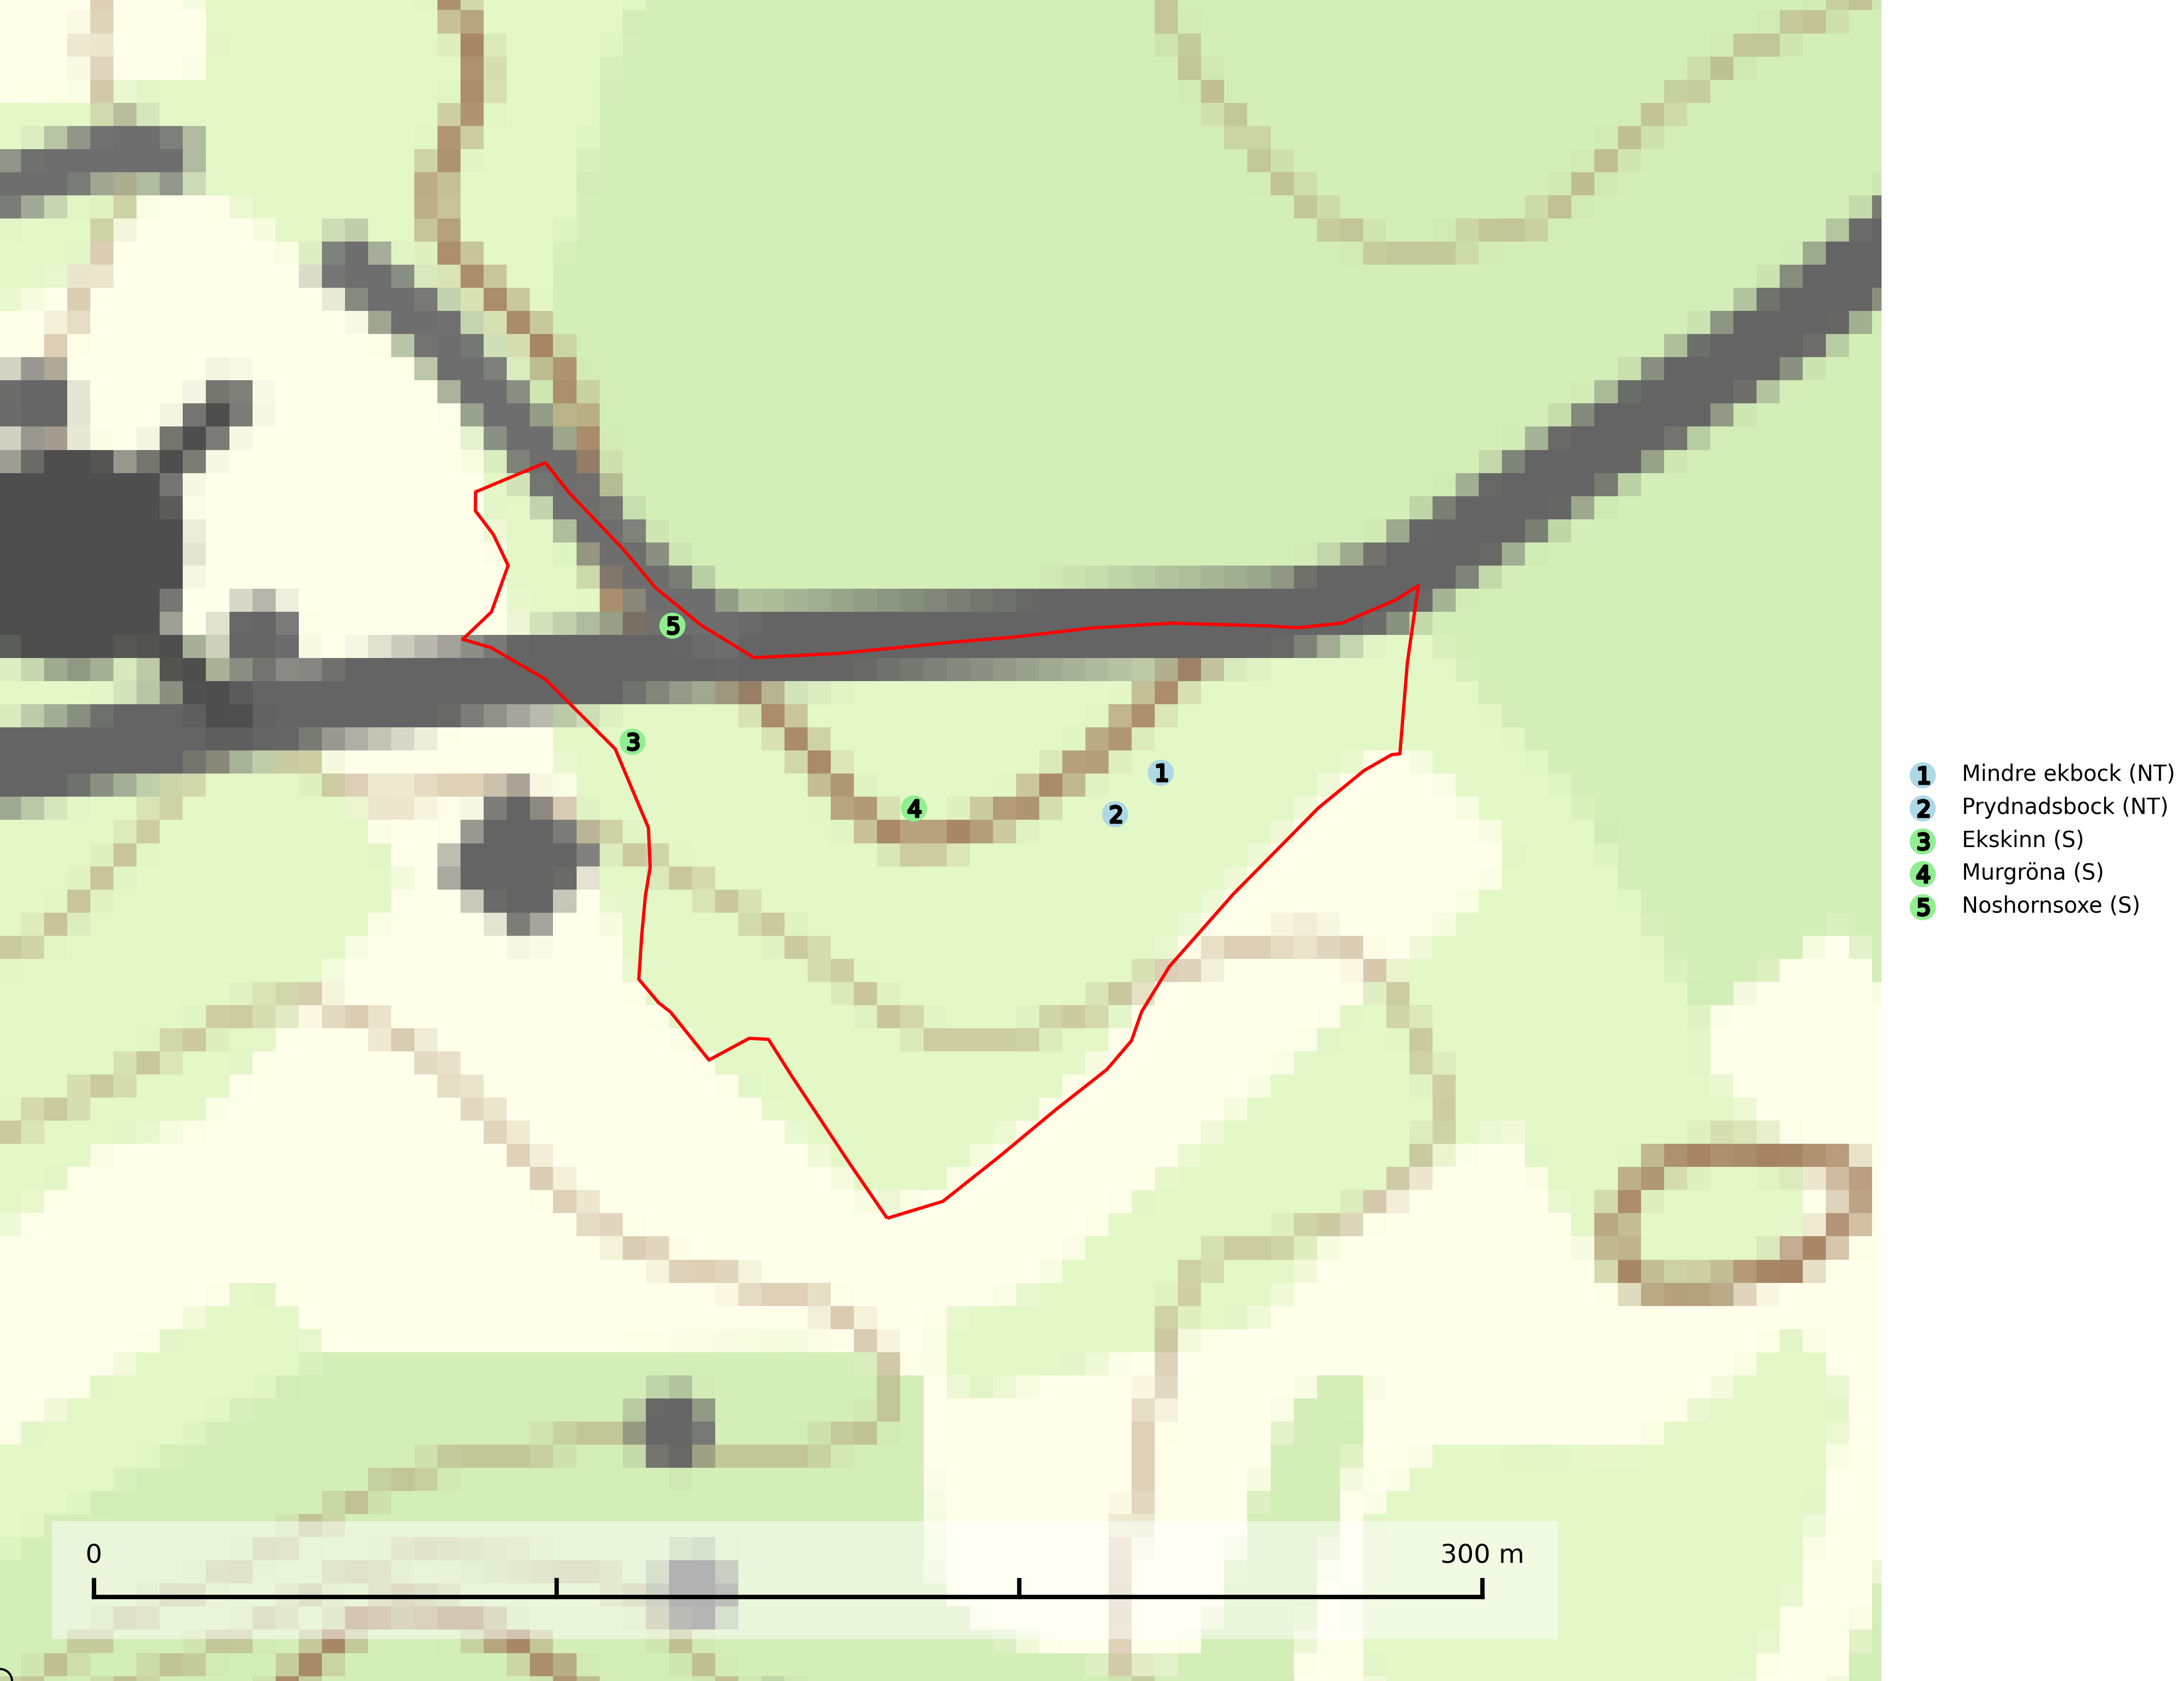 5
3
1
4
2
1 Mindre ekbock (NT)
2 Prydnadsbock (NT)
3 Ekskinn (S)
4 Murgröna (S)
5 Noshornsoxe (S)
0 300 m